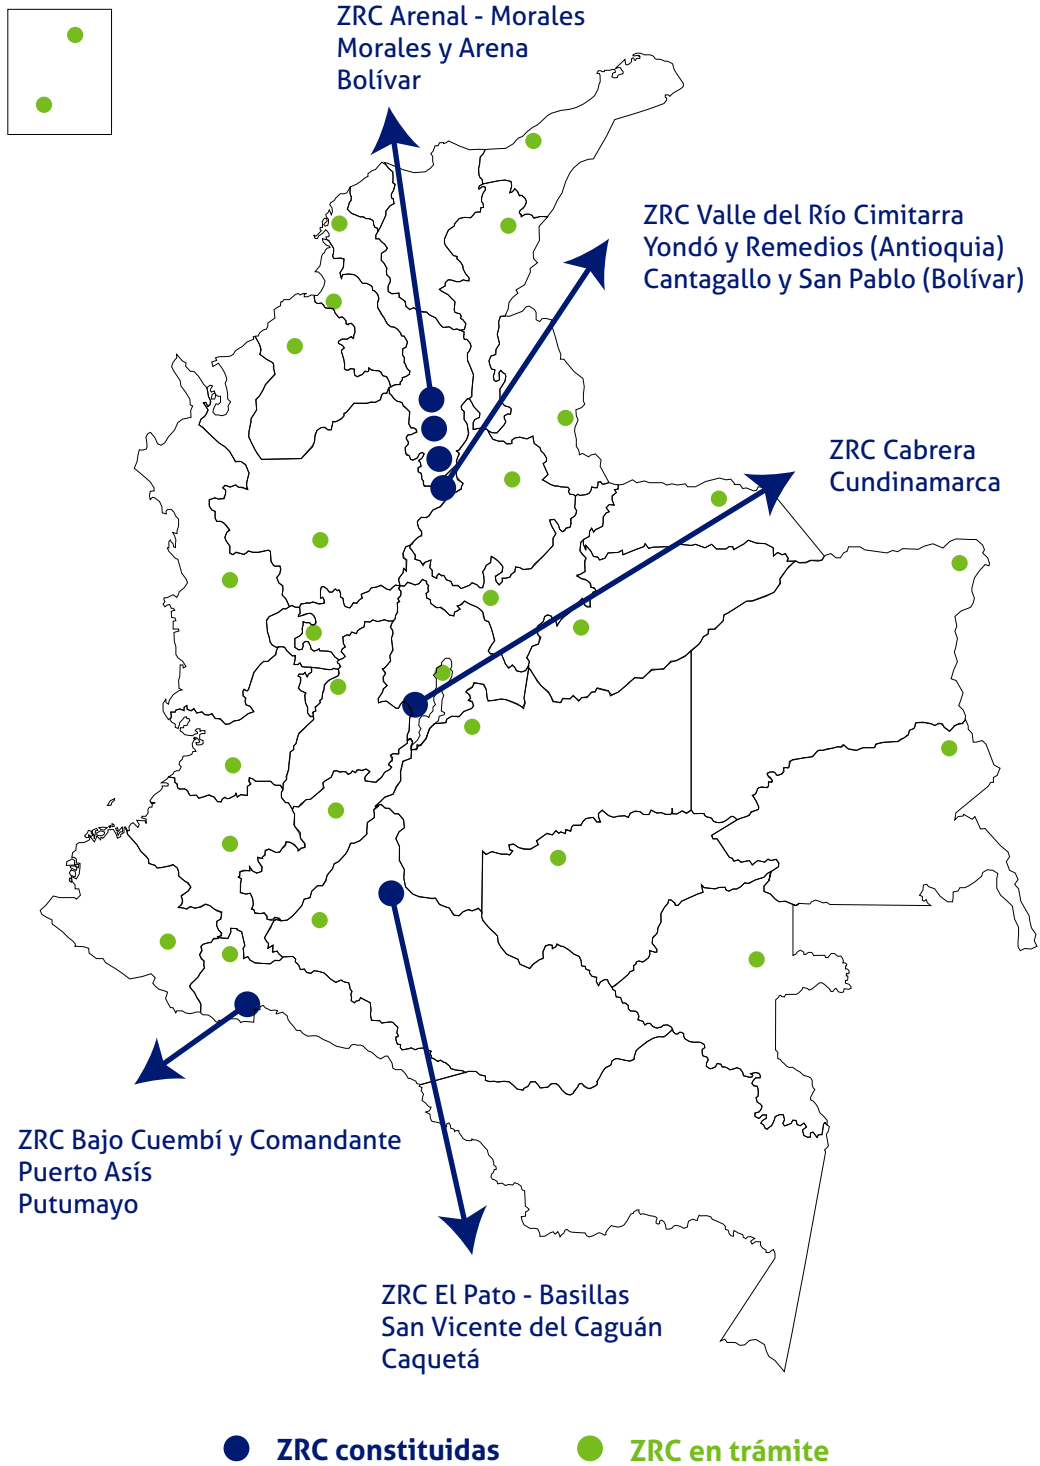 ZRC Arenal - Morales
Morales y Arena
Bolívar
ZRC Valle del Río Cimitarra
Yondó y Remedios (Antioquia)
Cantagallo y San Pablo (Bolívar)
ZRC Cabrera
Cundinamarca
ZRC Bajo Cuembí y Comandante
Puerto Asís
Putumayo
ZRC El Pato - Basillas
San Vicente del Caguán
Caquetá
ZRC constituidas
ZRC en trámite